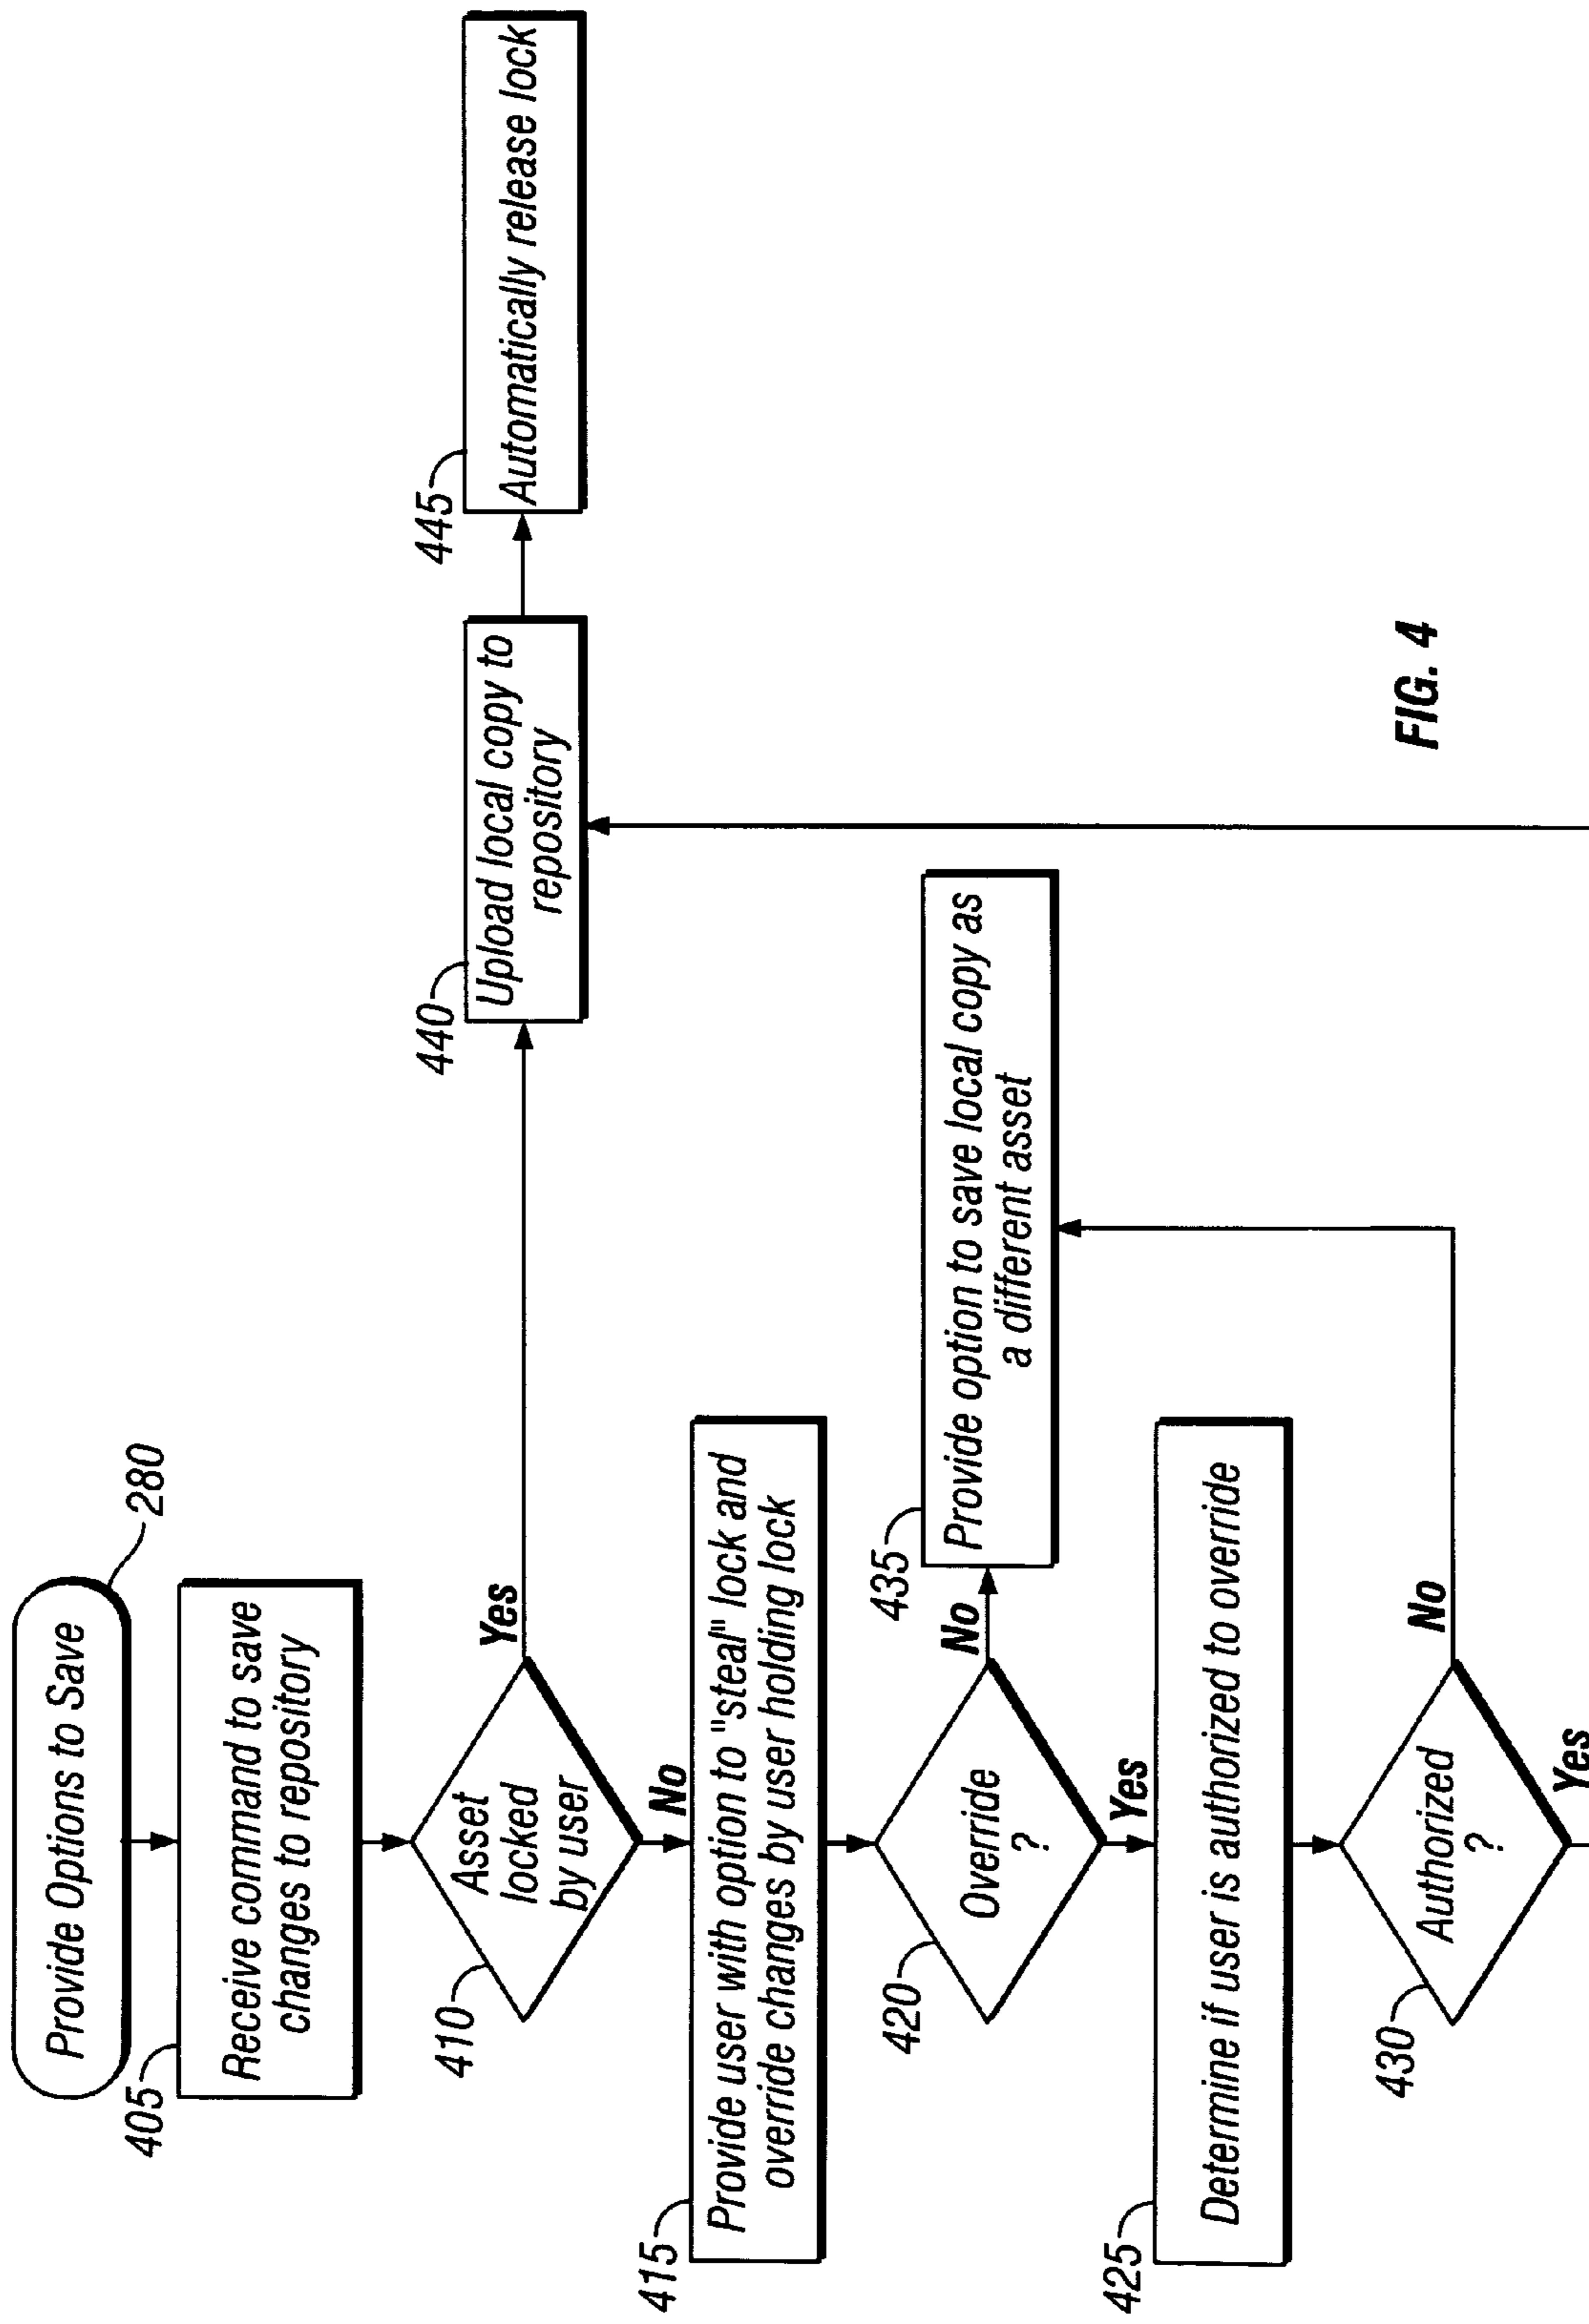 Provide Options to Save
280
405
Receive command to save
changes to repository
410
Asset
locked
by user
Yes
No
440
Upload local copy to
repository
445
Automatically release lock
415
Provide user with option to "steal" lock and
override changes by user holding lock
420
Override
?
No
Yes
435
Provide option to save local copy as
a different asset
425
Determine if user is authorized to override
430
Authorized
?
No
Yes
FIG. 4